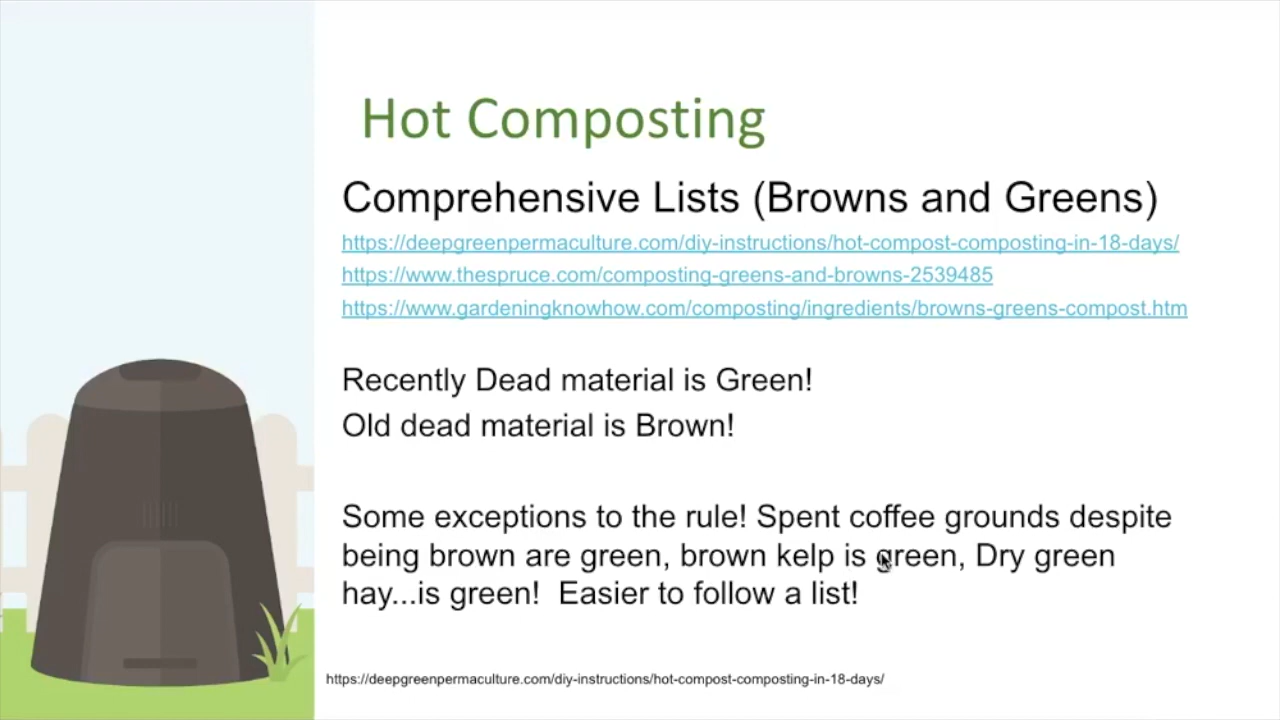 Hot Composting
Comprehensive Lists (Browns and Greens)
https://deepgreenpermaculture.com/diy-instructions/hot-compost-composting-in-18-days/
https://www.thespruce.com/composting-greens-and-browns-2539485
https://www.gardeningknowhow.com/composting/ingredients/browns-greens-compost.htm
Recently Dead material is Green!
Old dead material is Brown!
Some exceptions to the rule! Spent coffee grounds despite
being brown are green, brown kelp is green, Dry green
hay...is green!  Easier to follow a list!
https://deepgreenpermaculture.com/diy-instructions/hot-compost-composting-in-18-days/